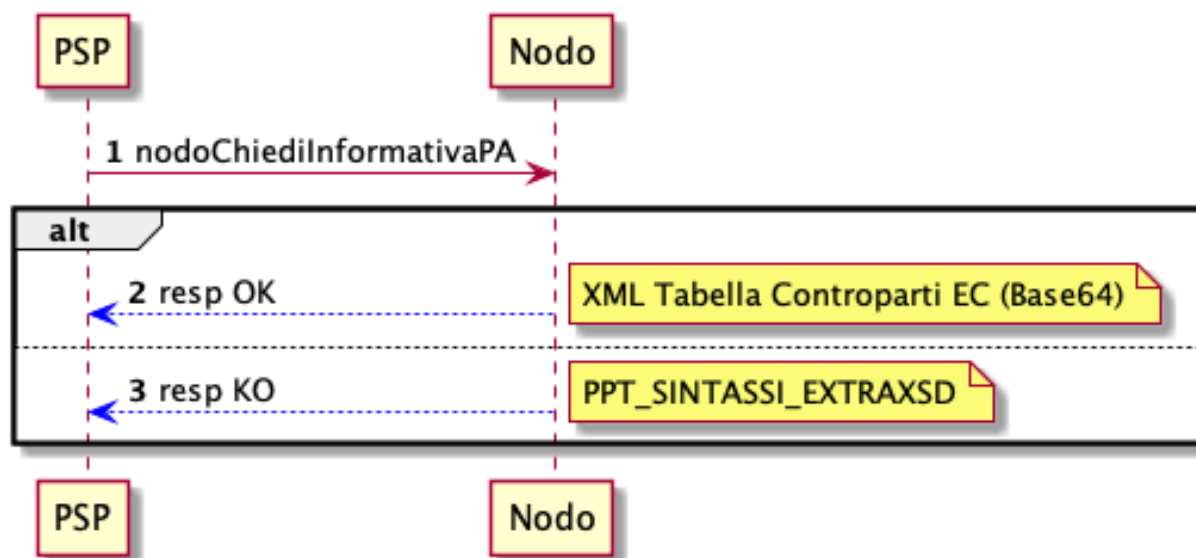 PSP
Nodo
1 nodoChiediInformativaPA
alt
2 resp OK
XML Tabella Controparti EC (Base64)
3 resp KO
PPT_SINTASSI_EXTRAXSD
PSP
Nodo